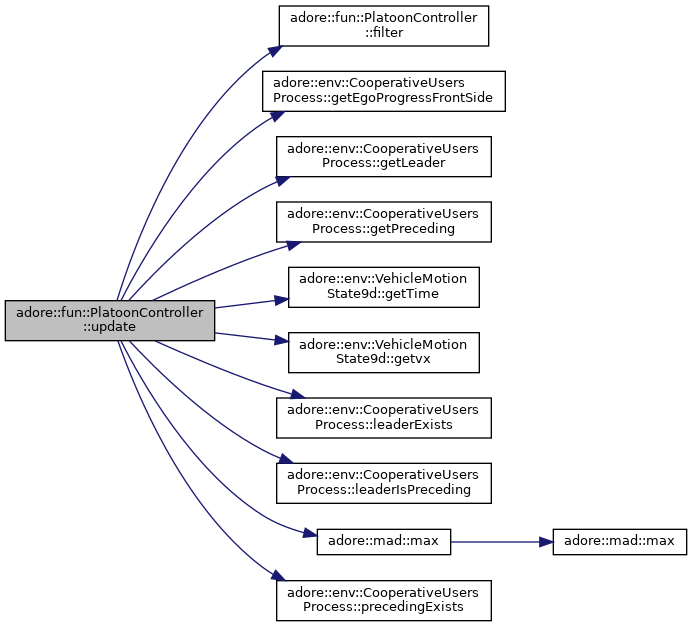 adore::fun::PlatoonController
::filter
adore::env::CooperativeUsers
Process::getEgoProgressFrontSide
adore::env::CooperativeUsers
Process::getLeader
adore::env::CooperativeUsers
Process::getPreceding
adore::env::VehicleMotion
State9d::getTime
adore::fun::PlatoonController
::update
adore::env::VehicleMotion
State9d::getvx
adore::env::CooperativeUsers
Process::leaderExists
adore::env::CooperativeUsers
Process::leaderIsPreceding
adore::mad::max
adore::mad::max
adore::env::CooperativeUsers
Process::precedingExists